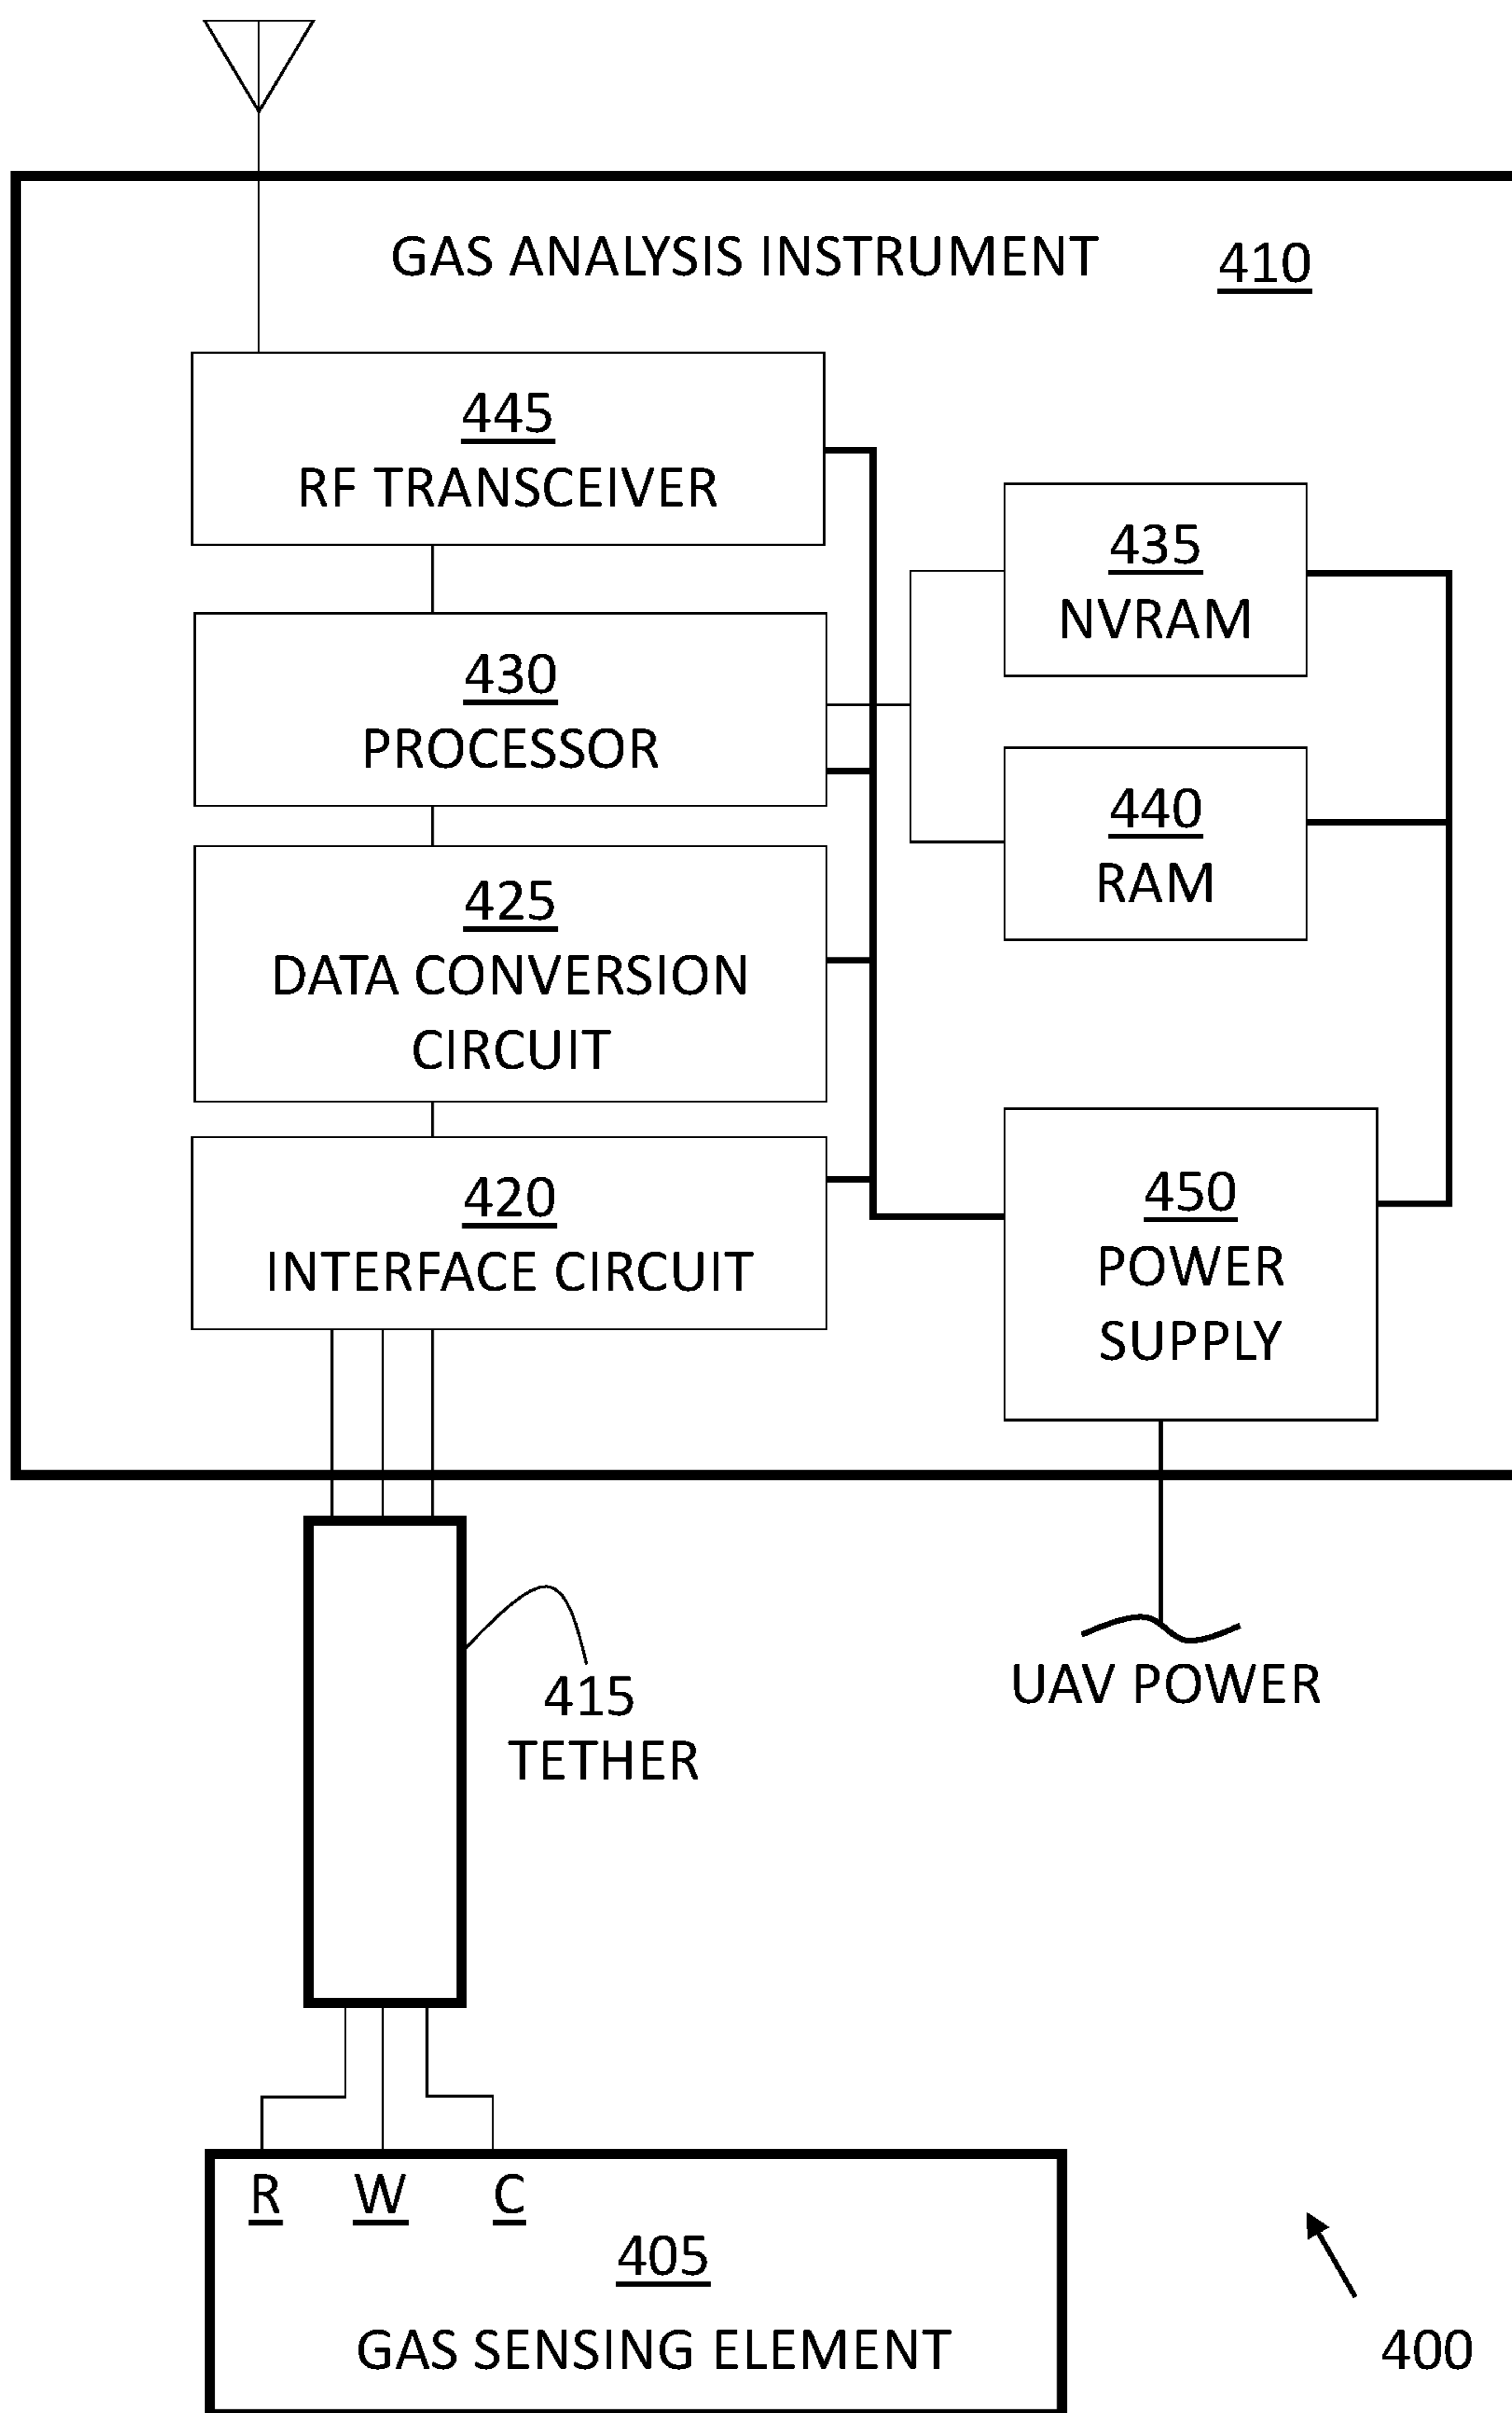 GAS ANALYSIS INSTRUMENT 410
445
RF TRANSCEIVER
435
NVRAM
430
PROCESSOR
440
RAM
425
DATA CONVERSION
CIRCUIT
420
INTERFACE CIRCUIT
450
POWER
SUPPLY
415
TETHER
UAV POWER
R W C
405
GAS SENSING ELEMENT
400